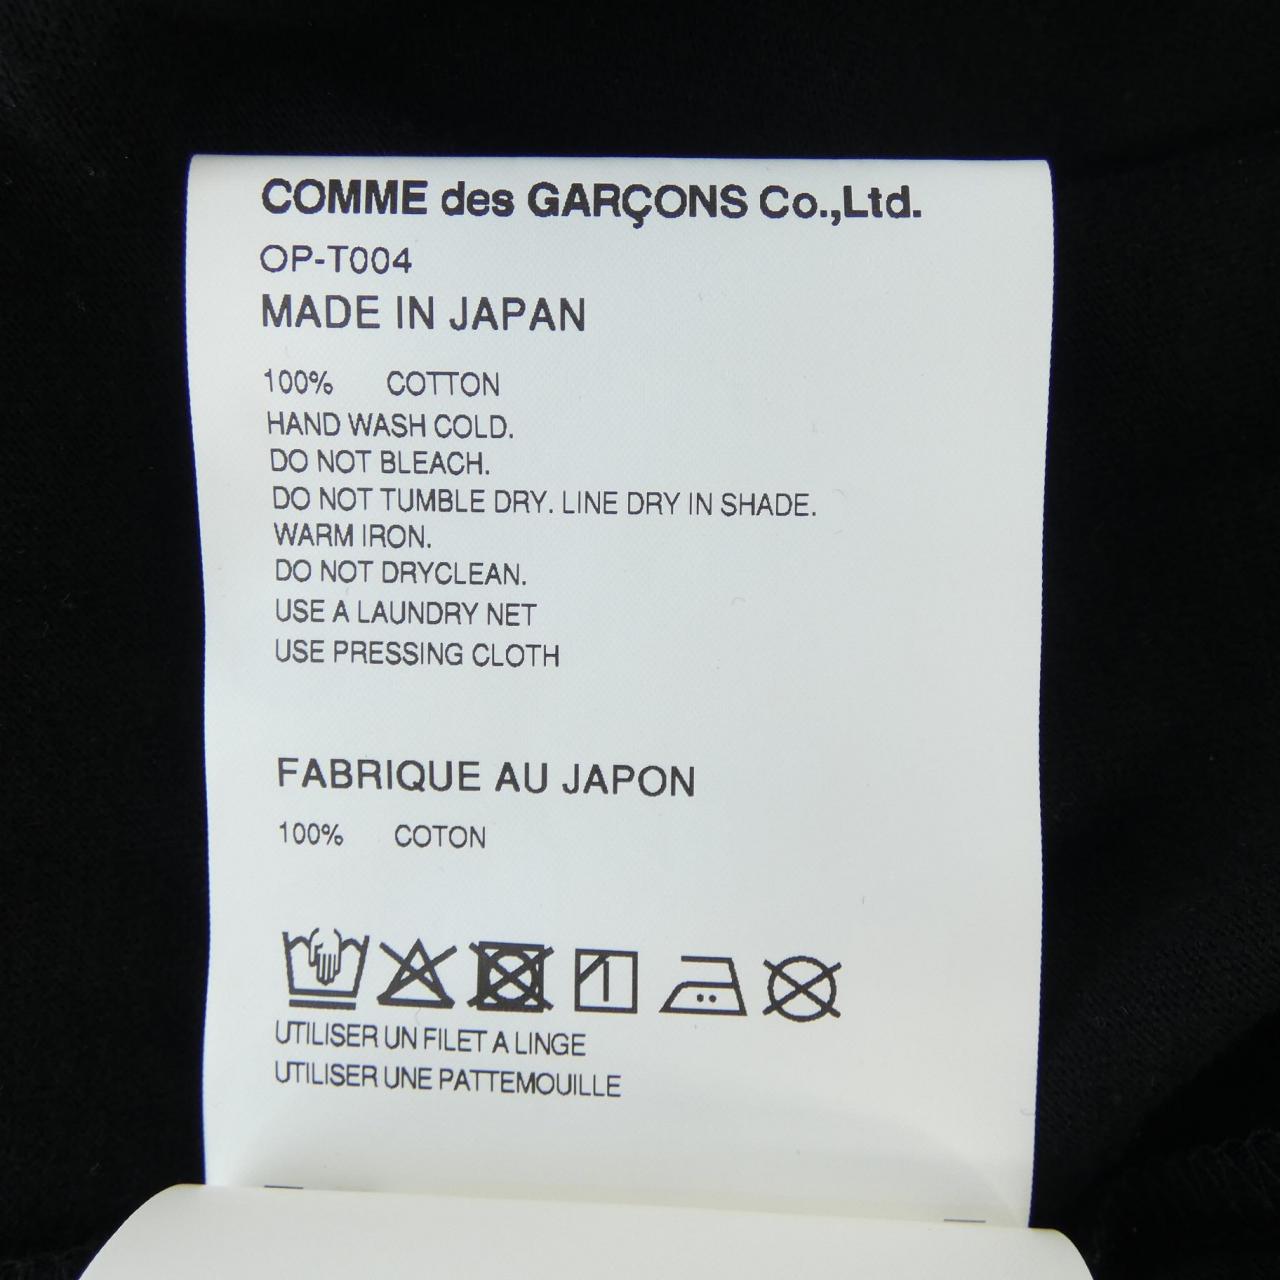 COMME des GARÇONS Co.,Ltd.
OP-T004
MADE IN JAPAN
100% COTTON
HAND WASH COLD.
DO NOT BLEACH.
DO NOT TUMBLE DRY. LINE DRY IN SHADE.
WARM IRON.
DO NOT DRYCLEAN.
USE A LAUNDRY NET
USE PRESSING CLOTH
FABRIQUE AU JAPON
100% COTON
UTILISER UN FILET A LINGE
UTILISER UNE PATTEMOUILLE